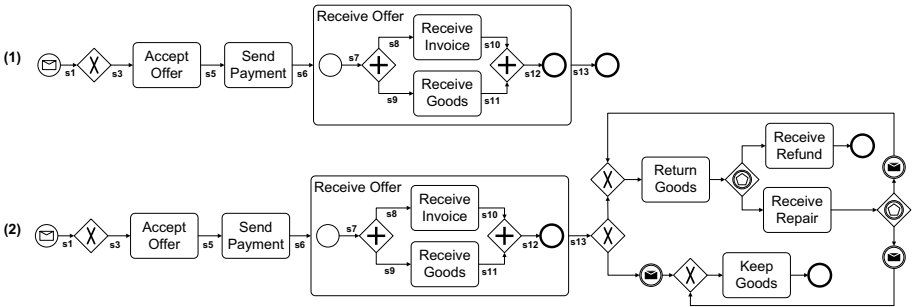 (1)
s1
s3
Accept
Offer
s5
Send
Payment
s6
Receive Offer
s7
s8
s9
Receive
Invoice
Receive
Goods
s10
s11
s12
s13
(2)
s1
s3
Accept
Offer
s5
Send
Payment
s6
Receive Offer
s7
s8
s9
Receive
Invoice
Receive
Goods
s10
s11
s12
s13
X
Return
Goods
Receive
Refund
Receive
Repair
X
X
Keep
Goods